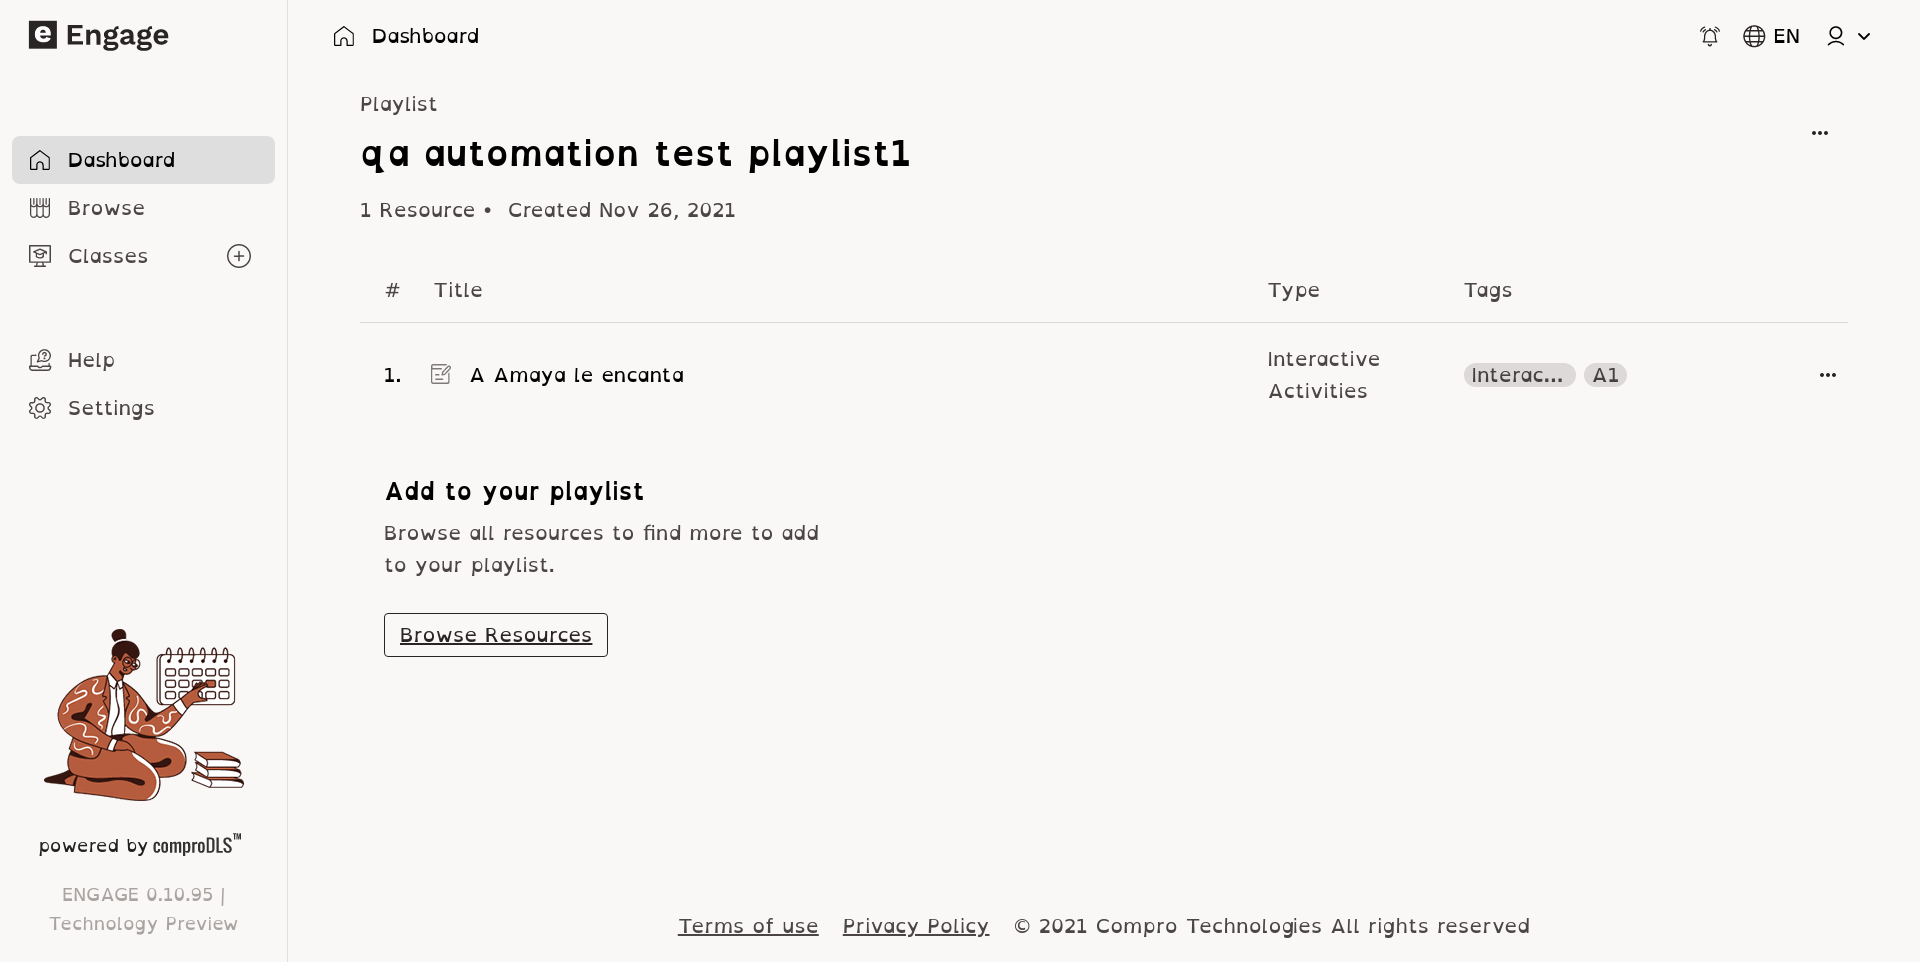 Engage
Dashboard
Browse
Classes
Help
Settings
powered by comproDLS™
ENGAGE 0.10.95 |
Technology Preview
Dashboard
EN
Playlist
qa automation test playlist1
1 Resource • Created Nov 26, 2021
# Title Type Tags
1. A Amaya le encanta
Interactive
Activities
Interac... A1
Add to your playlist
Browse all resources to find more to add
to your playlist.
Browse Resources
Terms of use Privacy Policy © 2021 Compro Technologies All rights reserved